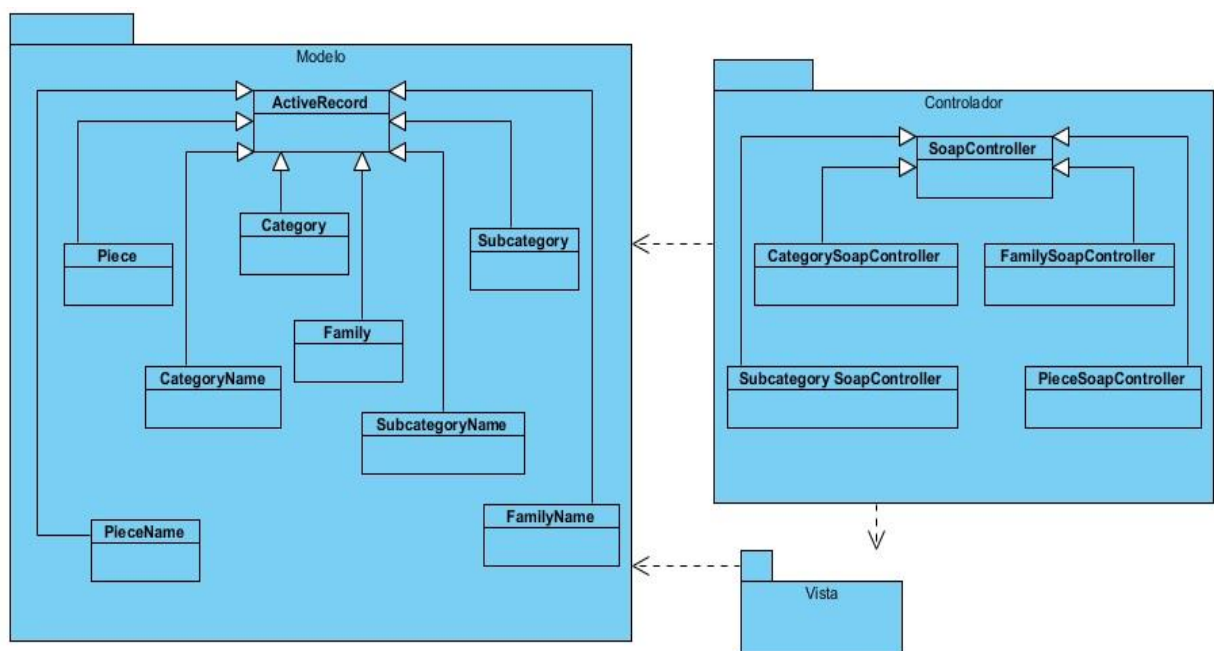 Modelo
ActiveRecord
Category
Subcategory
Piece
Family
CategoryName
SubcategoryName
FamilyName
PieceName
Controlador
SoapController
CategorySoapController
FamilySoapController
Subcategory SoapController
PieceSoapController
Vista